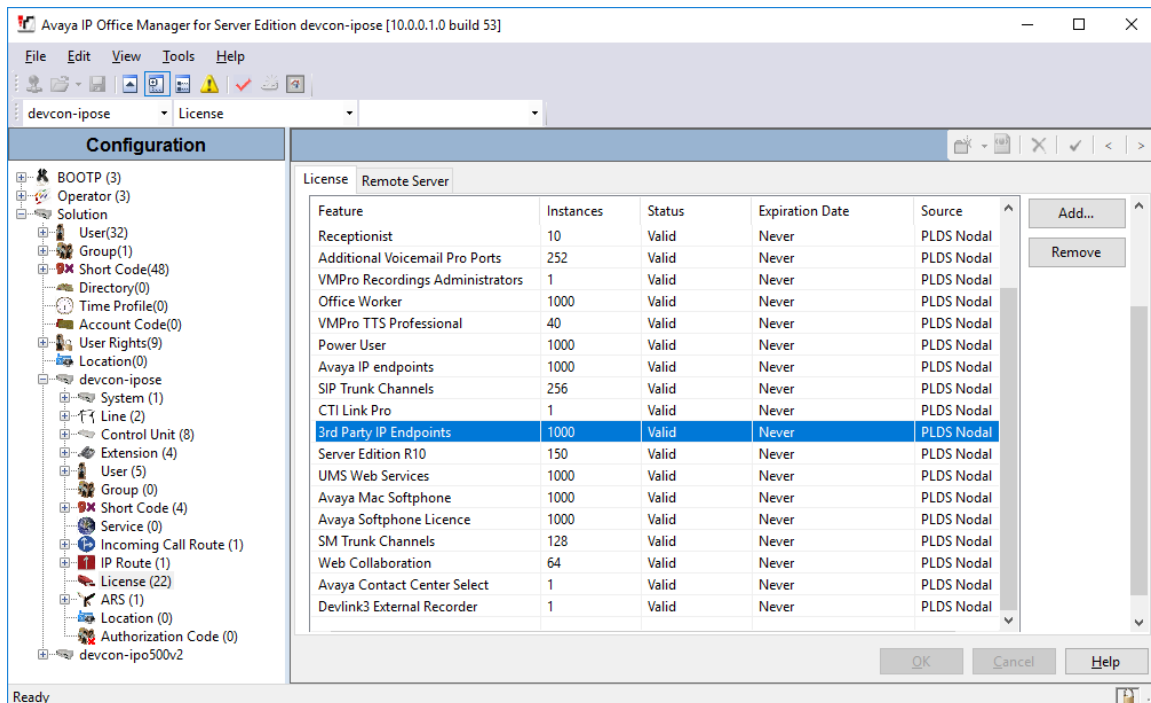 Avaya IP Office Manager for Server Edition devcon-ipose [10.0.0.1.0 build 53]
File Edit View Tools Help
devcon-ipose License
Configuration
BOOTP (3)
Operator (3)
Solution
User(32)
Group(1)
Short Code(48)
Directory(0)
Time Profile(0)
Account Code(0)
User Rights(9)
Location(0)
devcon-ipose
System (1)
Line (2)
Control Unit (8)
Extension (4)
User (5)
Group (0)
Short Code (4)
Service (0)
Incoming Call Route (1)
IP Route (1)
License (22)
ARS (1)
Location (0)
Authorization Code (0)
devcon-ipo500v2
License Remote Server
Feature Instances Status Expiration Date Source
Receptionist 10 Valid Never PLDS Nodal
Additional Voicemail Pro Ports 252 Valid Never PLDS Nodal
VMPro Recordings Administrators 1 Valid Never PLDS Nodal
Office Worker 1000 Valid Never PLDS Nodal
VMPro TTS Professional 40 Valid Never PLDS Nodal
Power User 1000 Valid Never PLDS Nodal
Avaya IP endpoints 1000 Valid Never PLDS Nodal
SIP Trunk Channels 256 Valid Never PLDS Nodal
CTI Link Pro 1 Valid Never PLDS Nodal
3rd Party IP Endpoints 1000 Valid Never PLDS Nodal
Server Edition R10 150 Valid Never PLDS Nodal
UMS Web Services 1000 Valid Never PLDS Nodal
Avaya Mac Softphone 1000 Valid Never PLDS Nodal
Avaya Softphone Licence 1000 Valid Never PLDS Nodal
SM Trunk Channels 128 Valid Never PLDS Nodal
Web Collaboration 64 Valid Never PLDS Nodal
Avaya Contact Center Select 1 Valid Never PLDS Nodal
Devlink3 External Recorder 1 Valid Never PLDS Nodal
Add...
Remove
OK Cancel Help
Ready